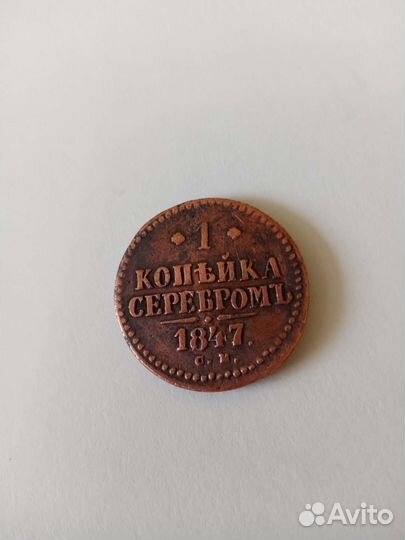 1
КОПѢЙКА
СЕРЕБРОМЪ
1847.
С. М.
Avito